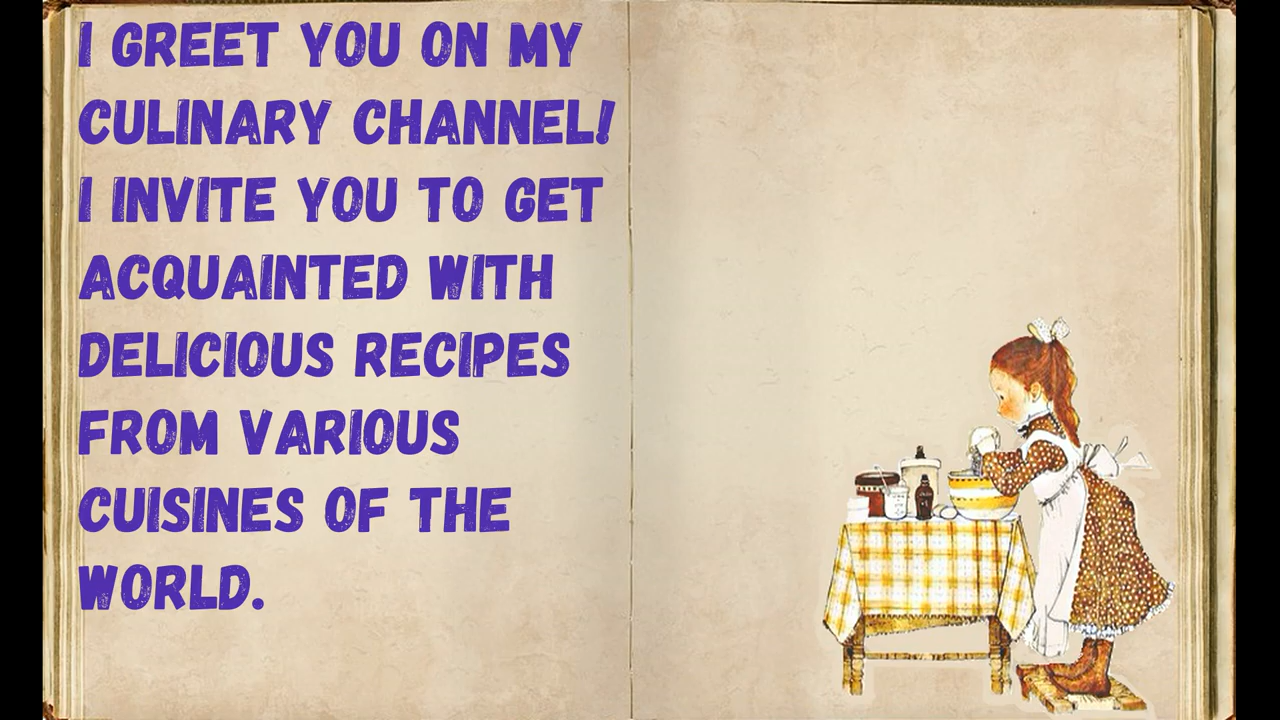 I GREET YOU ON MY
CULINARY CHANNEL!
I INVITE YOU TO GET
ACQUAINTED WITH
DELICIOUS RECIPES
FROM VARIOUS
CUISINES OF THE
WORLD.